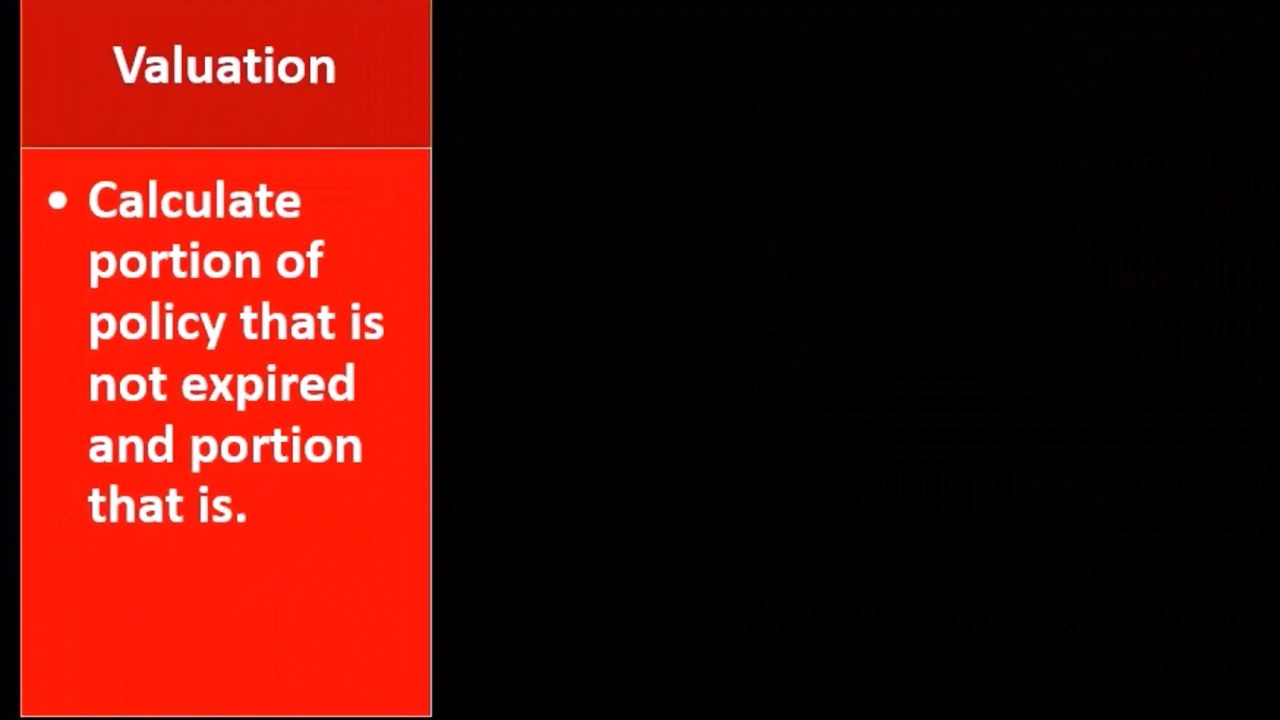 Valuation
• Calculate
portion of
policy that is
not expired
and portion
that is.